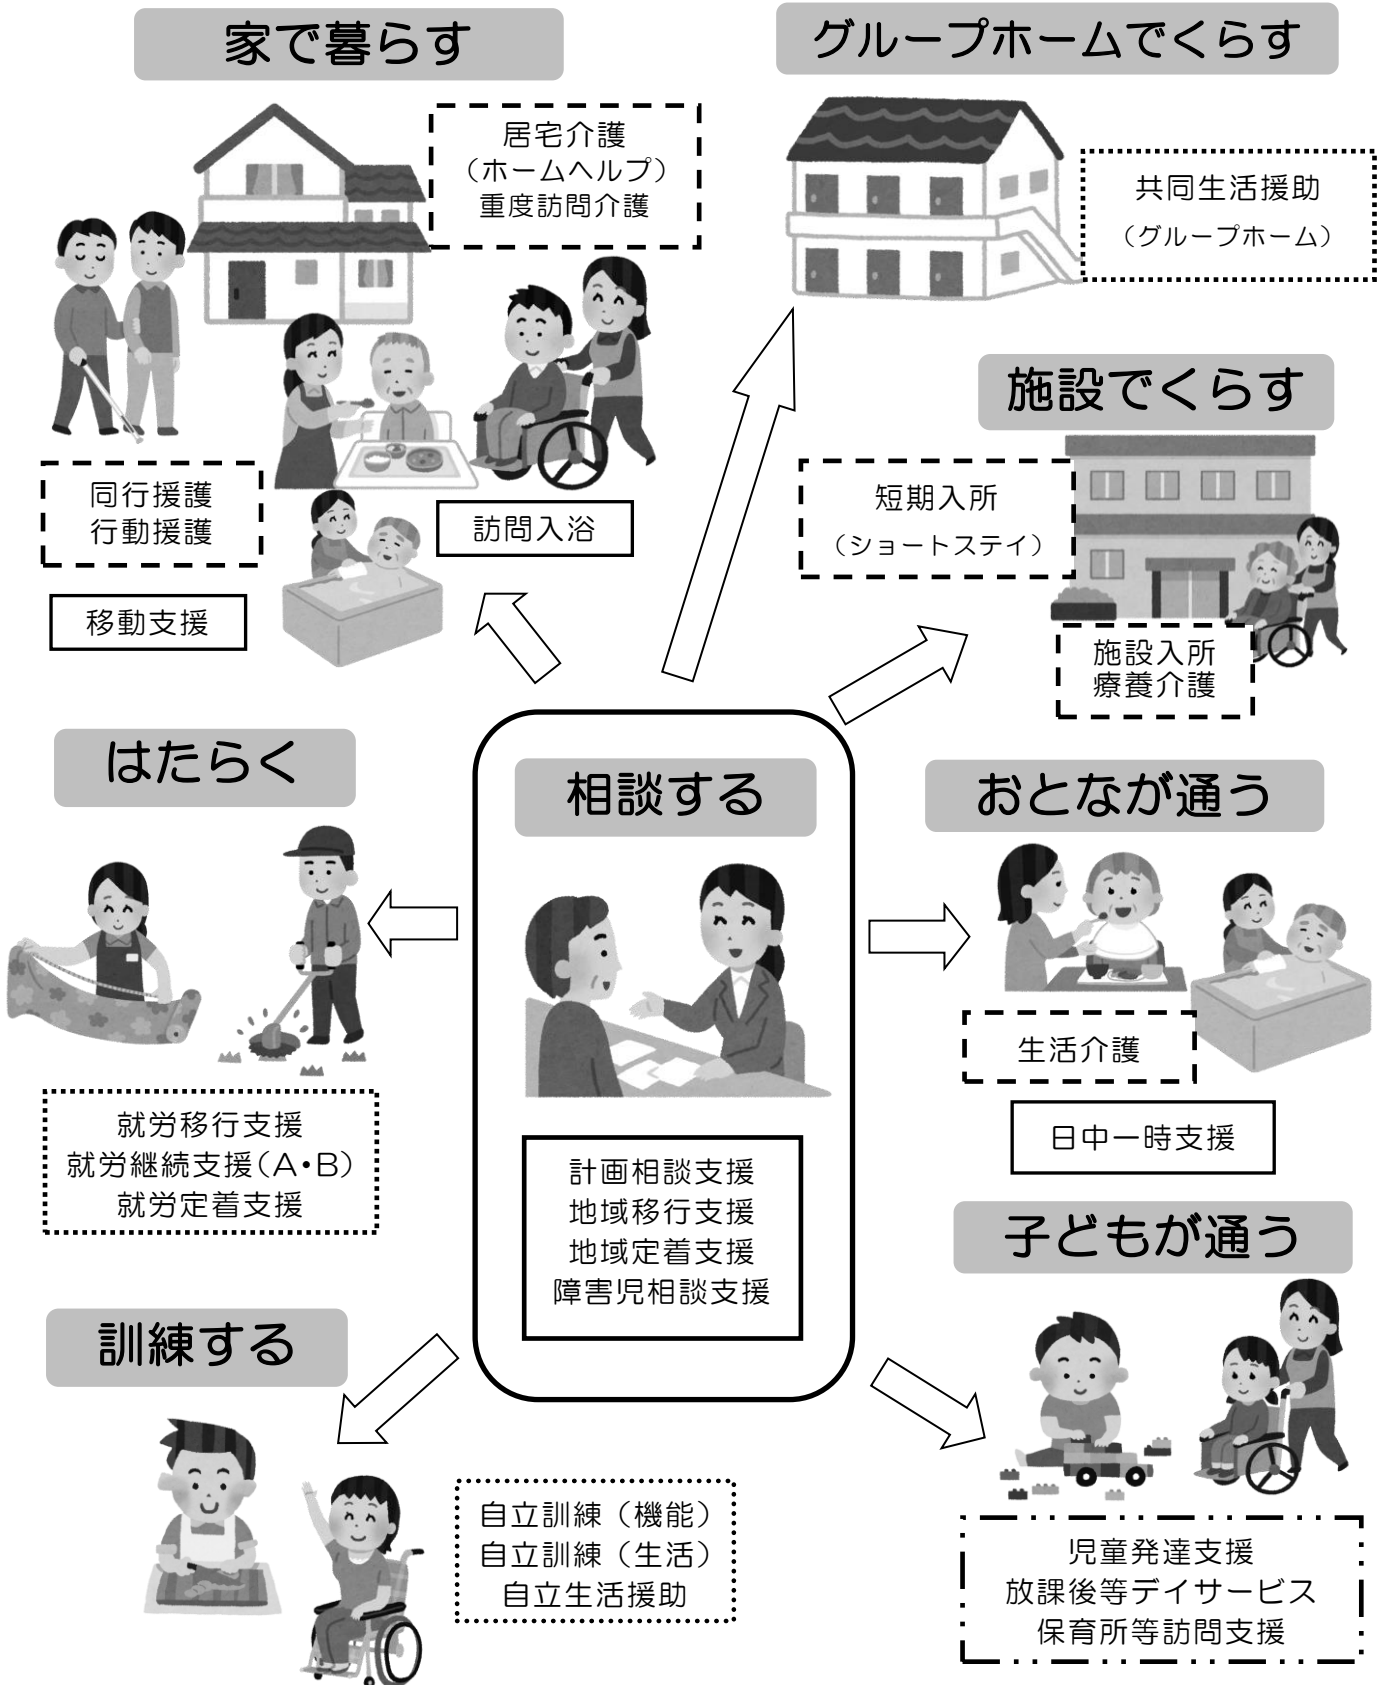 家で暮らす
居宅介護
（ホームヘルプ）
重度訪問介護
同行援護
行動援護
移動支援
訪問入浴
グループホームでくらす
共同生活援助
（グループホーム）
施設でくらす
短期入所
（ショートステイ）
施設入所
療養介護
はたらく
就労移行支援
就労継続支援（A・B）
就労定着支援
相談する
計画相談支援
地域移行支援
地域定着支援
障害児相談支援
おとなが通う
生活介護
日中一時支援
子どもが通う
児童発達支援
放課後等デイサービス
保育所等訪問支援
訓練する
自立訓練（機能）
自立訓練（生活）
自立生活援助